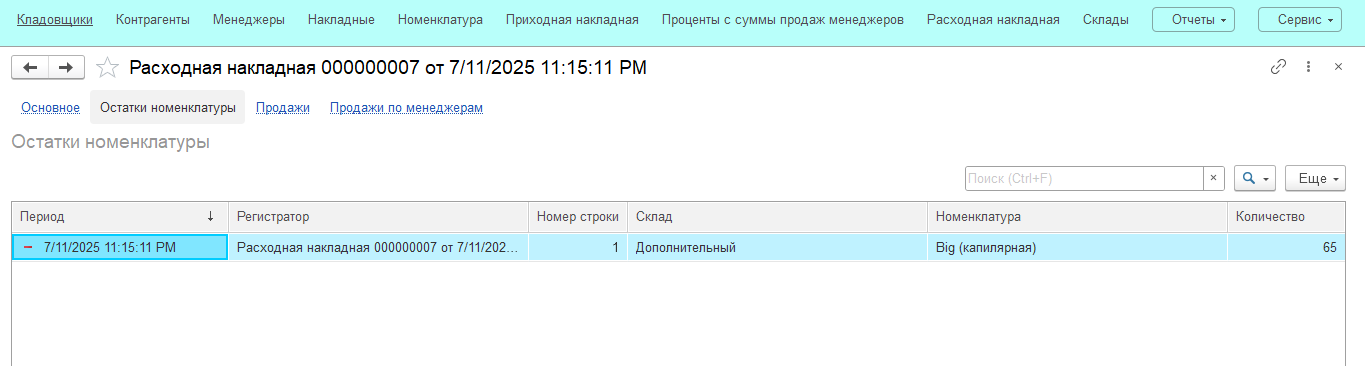 Кладовщики Контрагенты Менеджеры Накладные Номенклатура Приходная накладная Проценты с суммы продаж менеджеров Расходная накладная Склады Отчеты Сервис
Расходная накладная 000000007 от 7/11/2025 11:15:11 PM
Основное Остатки номенклатуры Продажи Продажи по менеджерам
Остатки номенклатуры
Поиск (Ctrl+F) × Еще
Период ↓ Регистратор Номер строки Склад Номенклатура Количество
7/11/2025 11:15:11 PM Расходная накладная 000000007 от 7/11/202... 1 Дополнительный Big (капилярная) 65